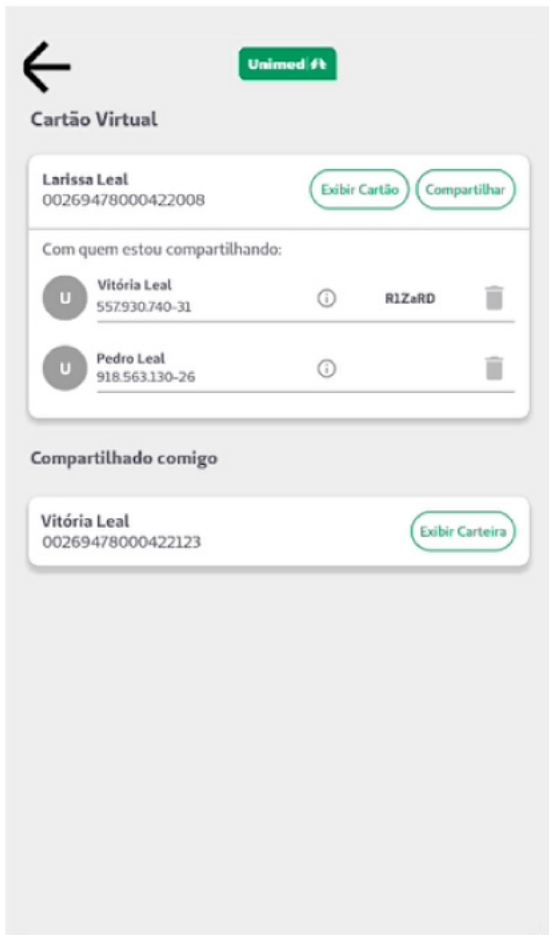 Unimed
Cartão Virtual
Larissa Leal
00269478000422008
Exibir Cartão
Compartilhar
Com quem estou compartilhando:
U
Vitória Leal
557.930.740-31
R1ZaRD
U
Pedro Leal
918.563.130-26
Compartilhado comigo
Vitória Leal
00269478000422123
Exibir Carteira